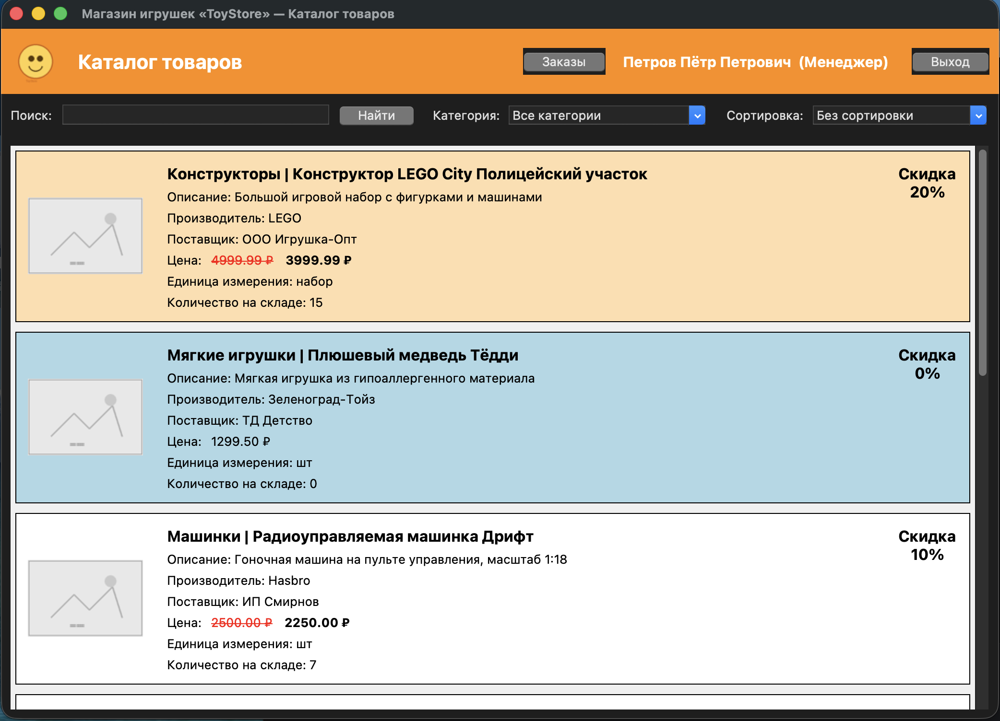 Магазин игрушек «ToyStore» — Каталог товаров
Каталог товаров
Заказы
Петров Пётр Петрович (Менеджер)
Выход
Поиск:
Найти
Категория:
Все категории
Сортировка:
Без сортировки
Конструкторы | Конструктор LEGO City Полицейский участок
Скидка
20%
Описание: Большой игровой набор с фигурками и машинами
Производитель: LEGO
Поставщик: ООО Игрушка-Опт
Цена: 4999.99 ₽ 3999.99 ₽
Единица измерения: набор
Количество на складе: 15
Мягкие игрушки | Плюшевый медведь Тёдди
Скидка
0%
Описание: Мягкая игрушка из гипоаллергенного материала
Производитель: Зеленоград-Тойз
Поставщик: ТД Детство
Цена: 1299.50 ₽
Единица измерения: шт
Количество на складе: 0
Машинки | Радиоуправляемая машинка Дрифт
Скидка
10%
Описание: Гоночная машина на пульте управления, масштаб 1:18
Производитель: Hasbro
Поставщик: ИП Смирнов
Цена: 2500.00 ₽ 2250.00 ₽
Единица измерения: шт
Количество на складе: 7